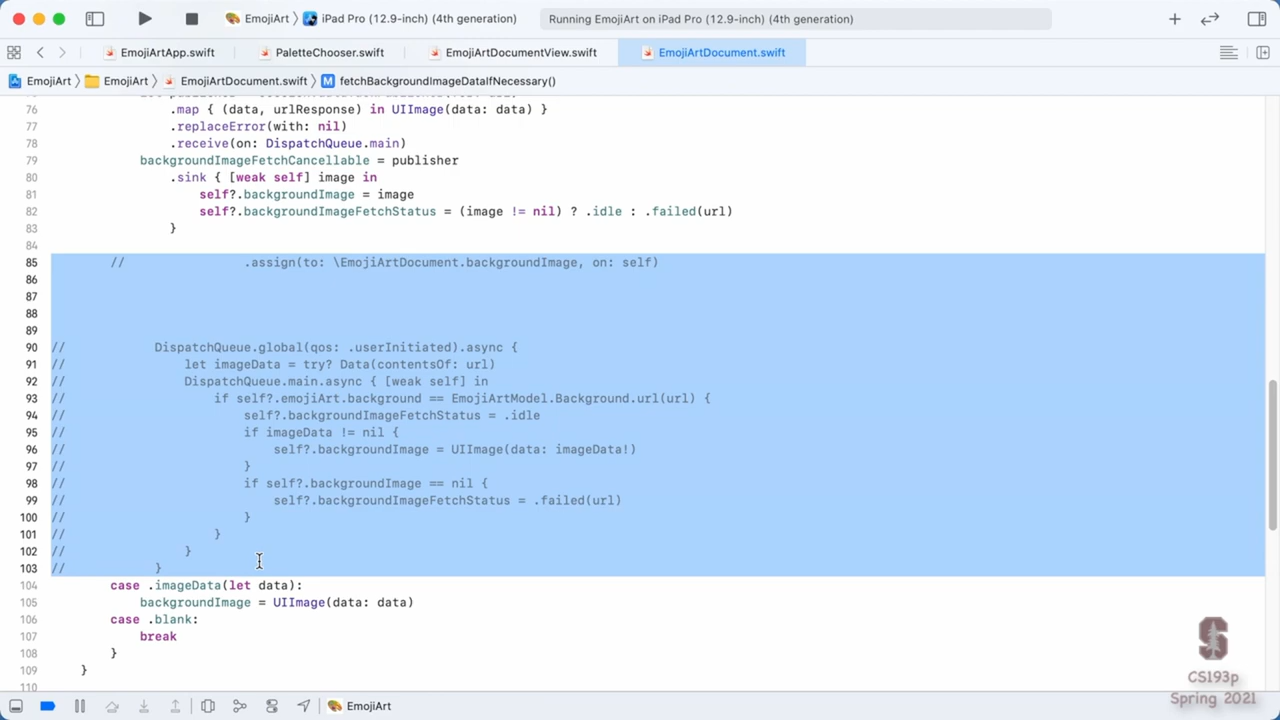 EmojiArt 〉 iPad Pro (12.9-inch) (4th generation)
Running EmojiArt on iPad Pro (12.9-inch) (4th generation)
EmojiArtApp.swift
PaletteChooser.swift
EmojiArtDocumentView.swift
EmojiArtDocument.swift
EmojiArt 〉 EmojiArt 〉 EmojiArtDocument.swift 〉 M fetchBackgroundImageDataIfNecessary()
76 .map { (data, urlResponse) in UIImage(data: data) }
77 .replaceError(with: nil)
78 .receive(on: DispatchQueue.main)
79 backgroundImageFetchCancellable = publisher
80 .sink { [weak self] image in
81 self?.backgroundImage = image
82 self?.backgroundImageFetchStatus = (image != nil) ? .idle : .failed(url)
83 }
84
85 // .assign(to: \EmojiArtDocument.backgroundImage, on: self)
86
87
88
89
90 // DispatchQueue.global(qos: .userInitiated).async {
91 // let imageData = try? Data(contentsOf: url)
92 // DispatchQueue.main.async { [weak self] in
93 // if self?.emojiArt.background == EmojiArtModel.Background.url(url) {
94 // self?.backgroundImageFetchStatus = .idle
95 // if imageData != nil {
96 // self?.backgroundImage = UIImage(data: imageData!)
97 // }
98 // if self?.backgroundImage == nil {
99 // self?.backgroundImageFetchStatus = .failed(url)
100 // }
101 // }
102 // }
103 // }
104 case .imageData(let data):
105 backgroundImage = UIImage(data: data)
106 case .blank:
107 break
108 }
109 }
110
EmojiArt
S
CS193p
Spring 2021